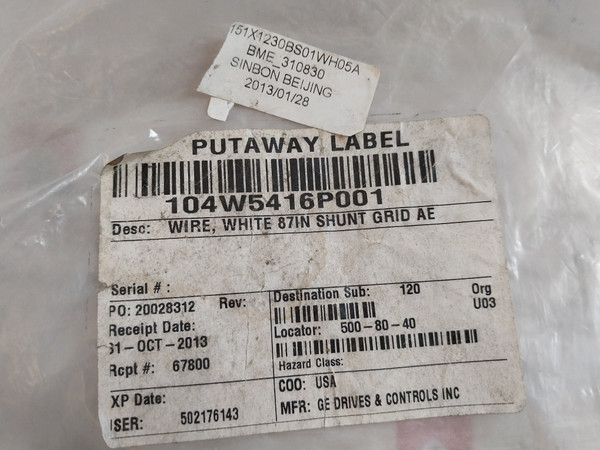 151X1230BS01WH05A
BME_310830
SINBON BEIJING
2013/01/28
PUTAWAY LABEL
104W5416P001
Desc: WIRE, WHITE 87IN SHUNT GRID AE
Serial # :
PO: 20028312 Rev:
Receipt Date:
31-OCT-2013
Rcpt #: 67800
XP Date:
USER: 502176143
Destination Sub: 120 Org
U03
Locator: 500-80-40
Hazard Class:
COO: USA
MFR: GE DRIVES & CONTROLS INC